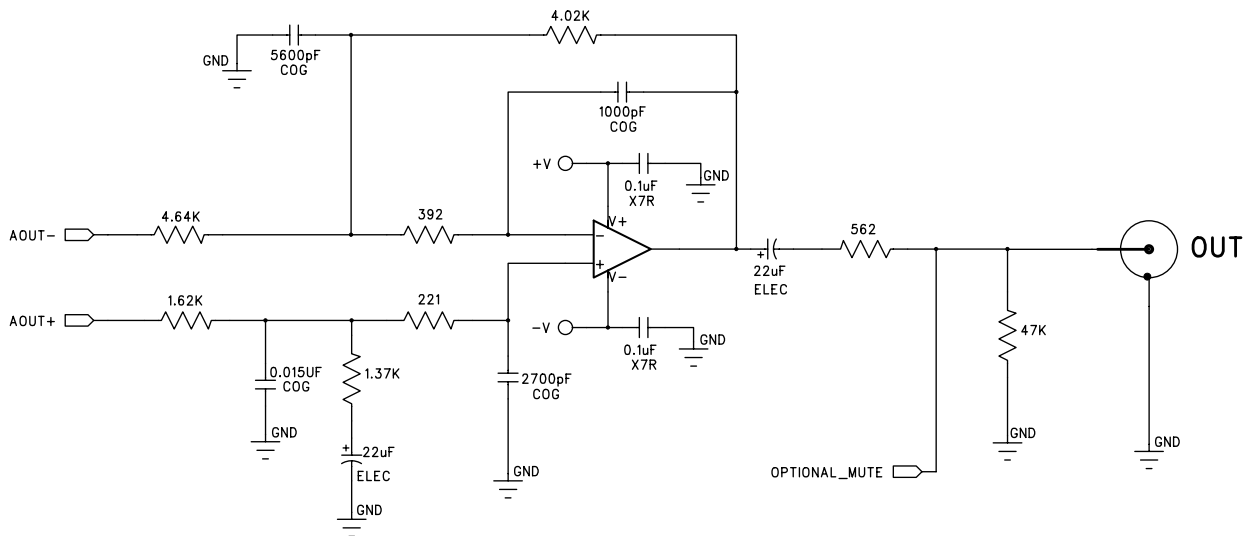 4.02K
5600pF
COG
GND
1000pF
COG
+V
GND
0.1uF
X7R
V+
4.64K
392
AOUT-
-
562
OUT
+
+
22uF
ELEC
V-
1.62K
221
AOUT+
-V
0.1uF
X7R
GND
47K
0.015UF
COG
1.37K
2700pF
COG
GND
+
22uF
ELEC
GND
GND
GND
GND
OPTIONAL_MUTE
GND